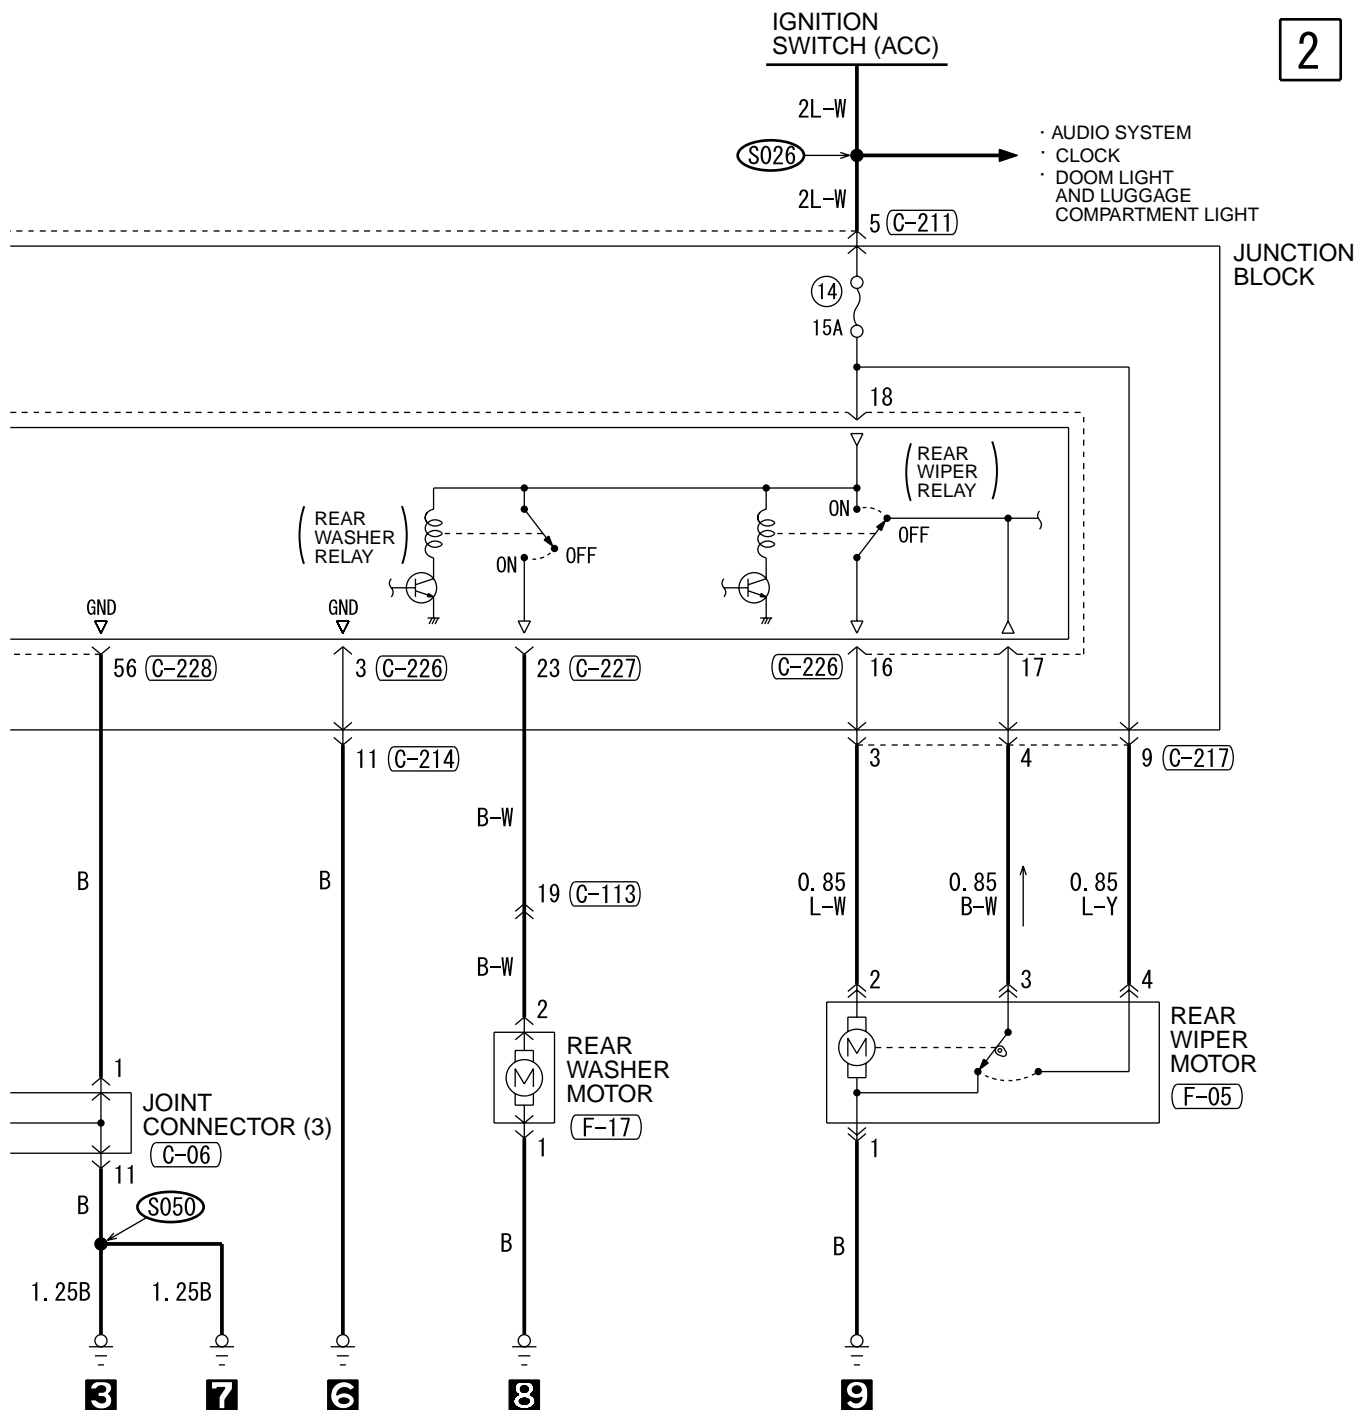 IGNITION
SWITCH (ACC)
2
2L-W
S026
· AUDIO SYSTEM
· CLOCK
· DOOM LIGHT
AND LUGGAGE
COMPARTMENT LIGHT
2L-W
5 C-211
JUNCTION
BLOCK
14
15A
18
REAR
WIPER
RELAY
ON
OFF
REAR
WASHER
RELAY
ON
OFF
GND
GND
56 C-228
3 C-226
23 C-227
C-226 16
17
11 C-214
3
4
9 C-217
B-W
B
B
19 C-113
0.85
L-W
0.85
B-W
0.85
L-Y
B-W
2
2
3
4
M
REAR
WASHER
MOTOR
F-17
M
REAR
WIPER
MOTOR
F-05
1
JOINT
CONNECTOR (3)
C-06
11
1
1
B
S050
B
B
1.25B
1.25B
3
7
6
8
9